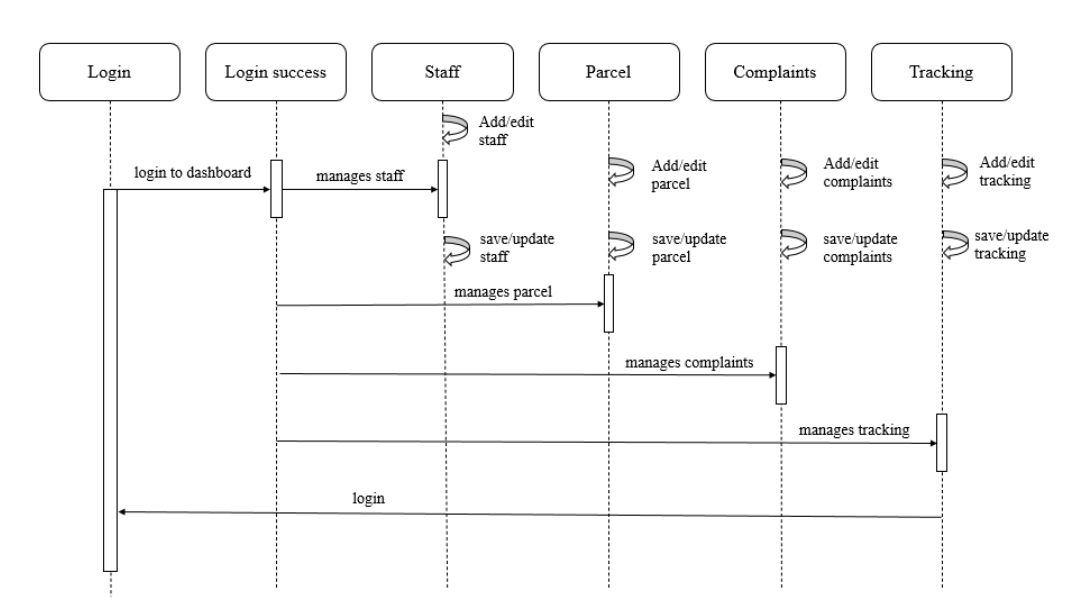 Login
Login success
Staff
Parcel
Complaints
Tracking
Add/edit
staff
login to dashboard
manages staff
Add/edit
parcel
Add/edit
complaints
Add/edit
tracking
save/update
staff
save/update
parcel
save/update
complaints
save/update
tracking
manages parcel
manages complaints
manages tracking
login